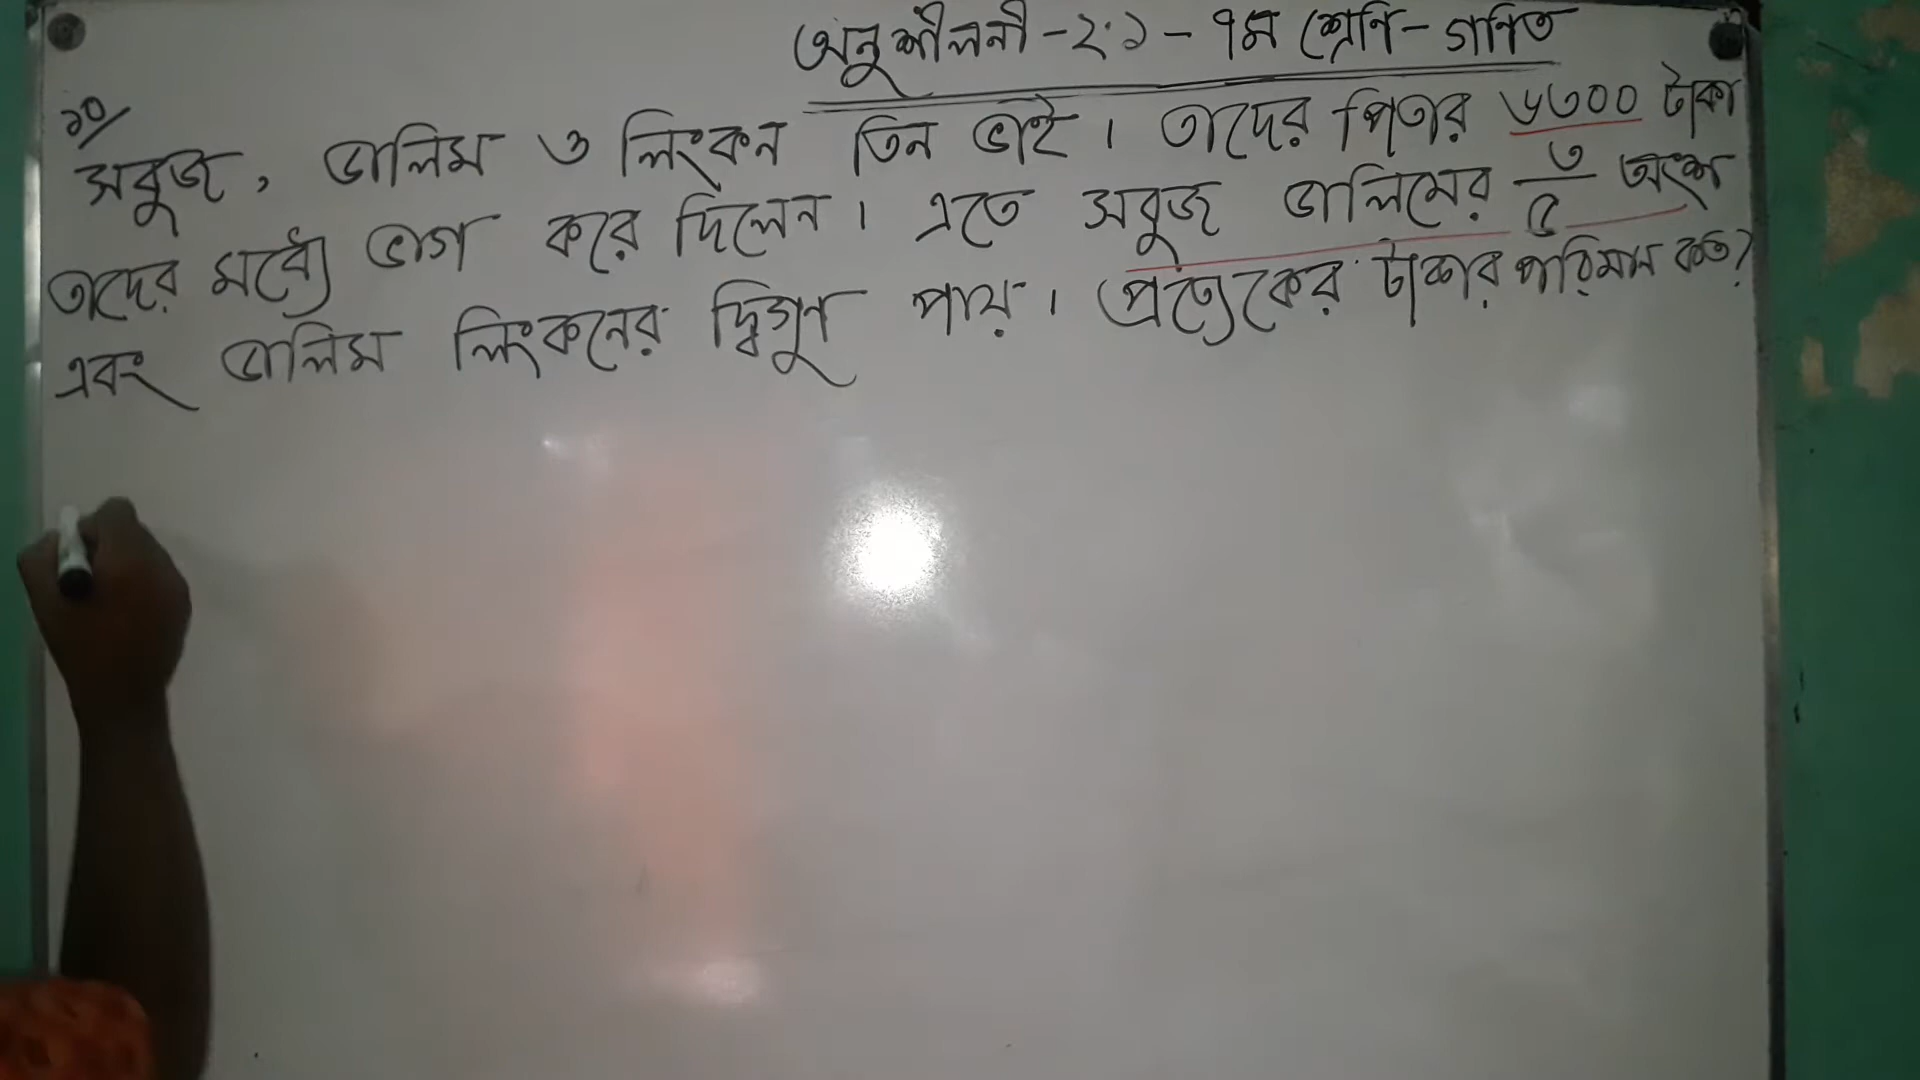 অনুশীলনী - ২.১ - ৭ম শ্রেণি - গণিত
১০/
সবুজ, ডালিম ও লিংকন তিন ভাই। তাদের পিতার ৬৩০০ টাকা
তাদের মধ্যে ভাগ করে দিলেন। এতে সবুজ ডালিমের ৩/৫ অংশ
এবং ডালিম লিংকনের দ্বিগুণ পায়। প্রত্যেকের টাকার পরিমান কত?